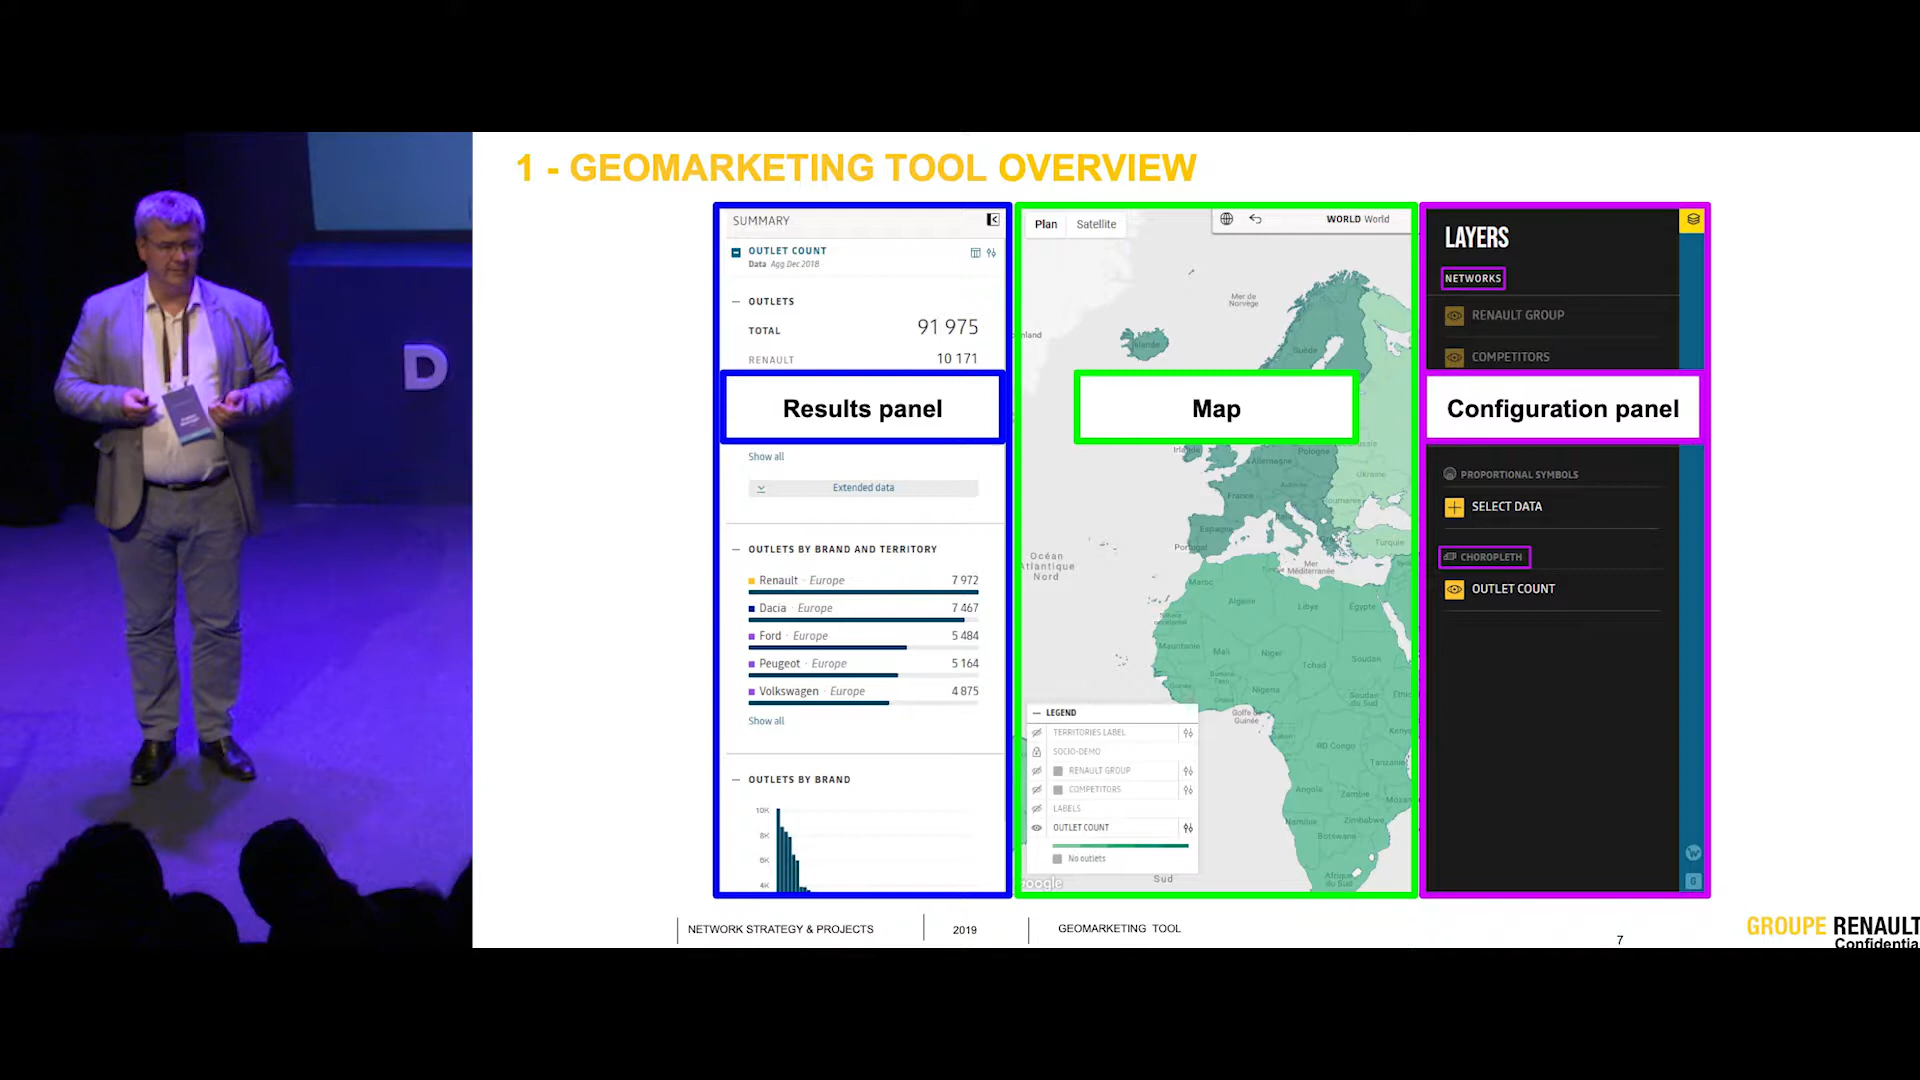 1 - GEOMARKETING TOOL OVERVIEW
SUMMARY
OUTLET COUNT
Data Agg Dec 2018
OUTLETS
TOTAL 91 975
RENAULT 10 171
Results panel
Show all
Extended data
OUTLETS BY BRAND AND TERRITORY
Renault · Europe 7 972
Dacia · Europe 7 467
Ford · Europe 5 484
Peugeot · Europe 5 164
Volkswagen · Europe 4 875
Show all
OUTLETS BY BRAND
10K
8K
6K
4K
Plan Satellite
WORLD World
Mer de Norvège
Islande
Suède
Map
Pologne
Allemagne
Ukraine
France
Espagne
Portugal
Turquie
Océan Atlantique Nord
Mer Méditerranée
Maroc
Algérie
Libye
Égypte
Mauritanie
Mali
Niger
Tchad
Soudan
Nigeria
Soudan du Sud
Golfe de Guinée
Gabon
RD Congo
Kenya
Tanzanie
Angola
Zambie
Namibie
Zimbabwe
Botswana
Afrique du Sud
Sud
LEGEND
TERRITORIES LABEL
SOCIO-DEMO
RENAULT GROUP
COMPETITORS
LABELS
OUTLET COUNT
No outlets
LAYERS
NETWORKS
RENAULT GROUP
COMPETITORS
Configuration panel
PROPORTIONAL SYMBOLS
SELECT DATA
CHOROPLETH
OUTLET COUNT
D
NETWORK STRATEGY & PROJECTS
2019
GEOMARKETING TOOL
7
GROUPE RENAULT
Confidentia